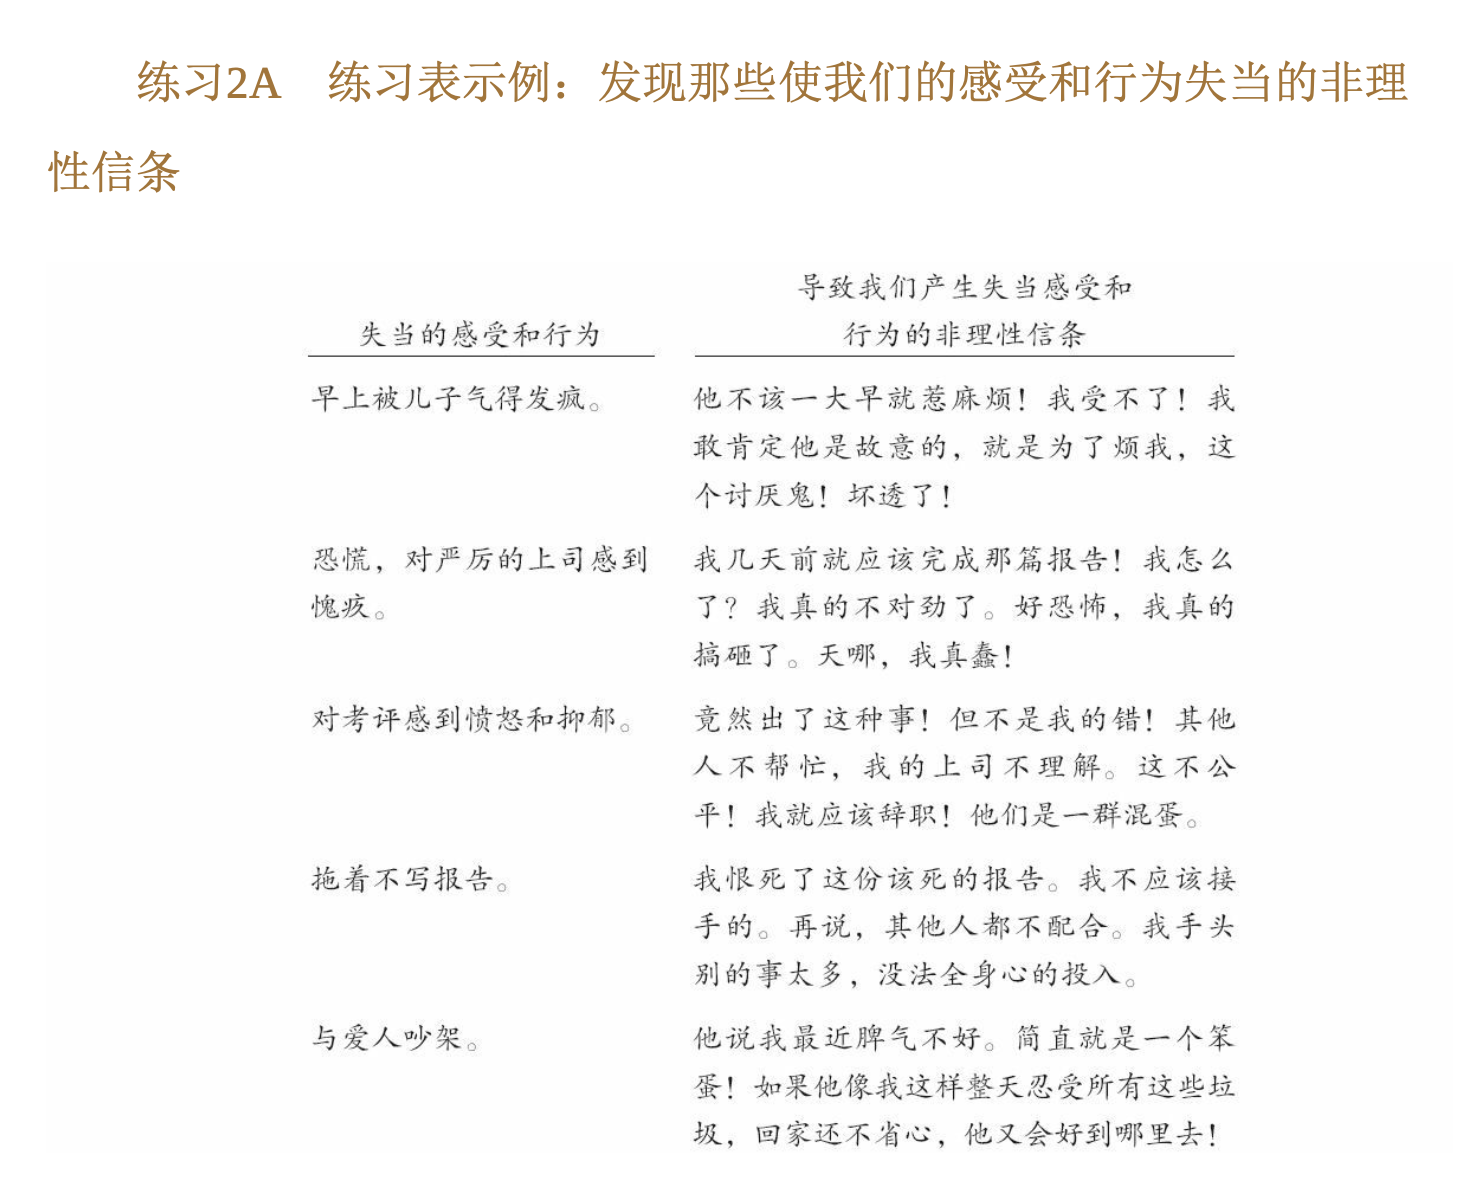 练习2A 练习表示例：发现那些使我们的感受和行为失当的非理
性信条
导致我们产生失当感受和
失当的感受和行为
行为的非理性信条
早上被儿子气得发疯。
他不该一大早就惹麻烦！我受不了！我
敢肯定他是故意的，就是为了烦我，这
个讨厌鬼！坏透了！
恐慌，对严厉的上司感到
愧疚。
我几天前就应该完成那篇报告！我怎么
了？我真的不对劲了。好恐怖，我真的
搞砸了。天哪，我真蠢！
对考评感到愤怒和抑郁。
竟然出了这种事！但不是我的错！其他
人不帮忙，我的上司不理解。这不公
平！我就应该辞职！他们是一群混蛋。
拖着不写报告。
我恨死了这份该死的报告。我不应该接
手的。再说，其他人都不配合。我手头
别的事太多，没法全身心的投入。
与爱人吵架。
他说我最近脾气不好。简直就是一个笨
蛋！如果他像我这样整天忍受所有这些垃
圾，回家还不省心，他又会好到哪里去！